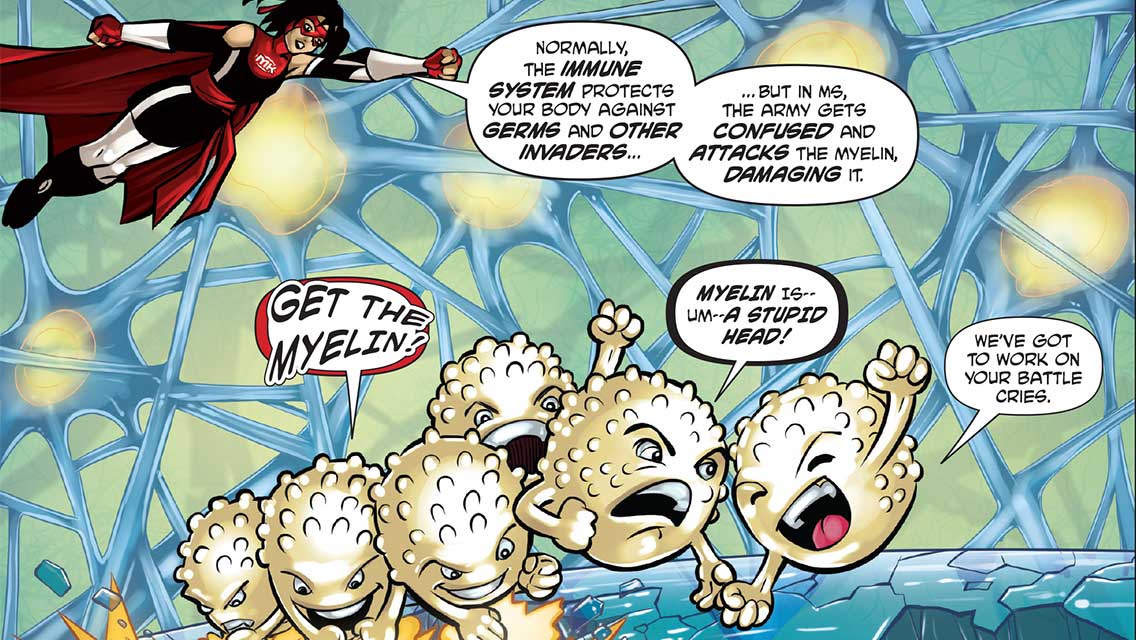 MK
NORMALLY,
THE IMMUNE
SYSTEM PROTECTS
YOUR BODY AGAINST
GERMS AND OTHER
INVADERS...
...BUT IN MS,
THE ARMY GETS
CONFUSED AND
ATTACKS THE MYELIN,
DAMAGING IT.
GET THE
MYELIN!
MYELIN IS--
UM--A STUPID
HEAD!
WE'VE GOT
TO WORK ON
YOUR BATTLE
CRIES.